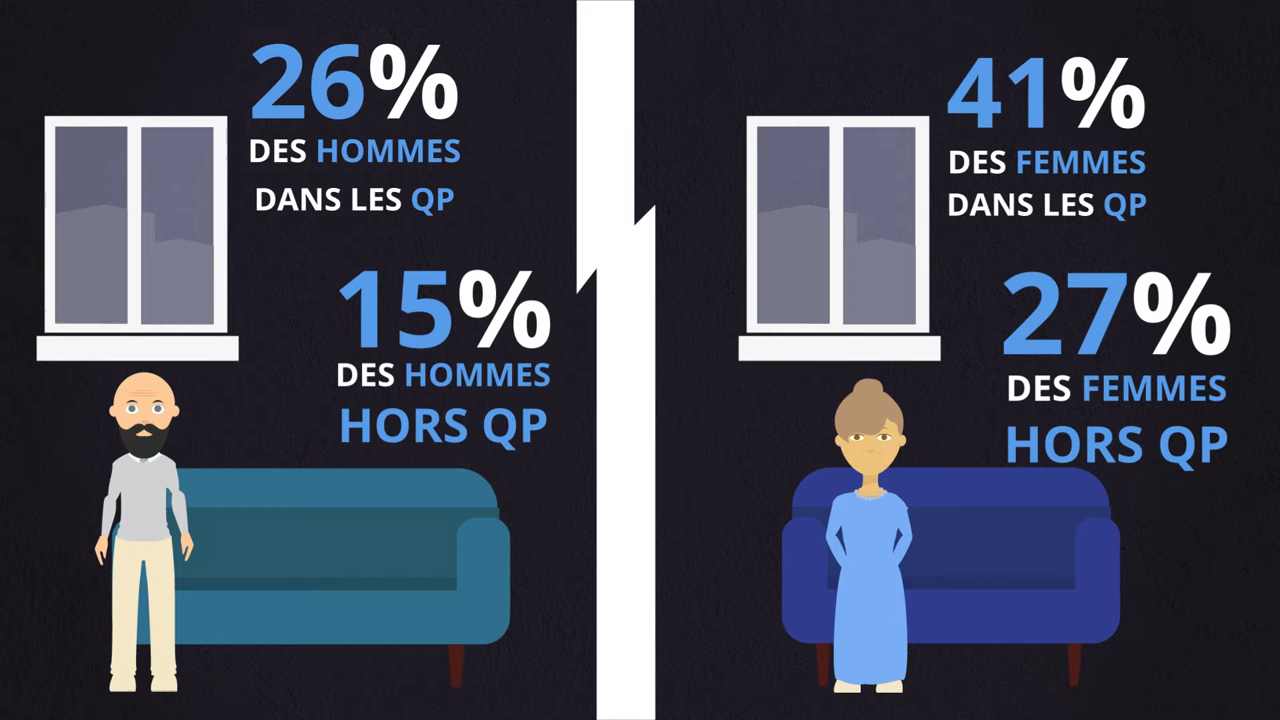 26%
DES HOMMES
DANS LES QP
15%
DES HOMMES
HORS QP
41%
DES FEMMES
DANS LES QP
27%
DES FEMMES
HORS QP